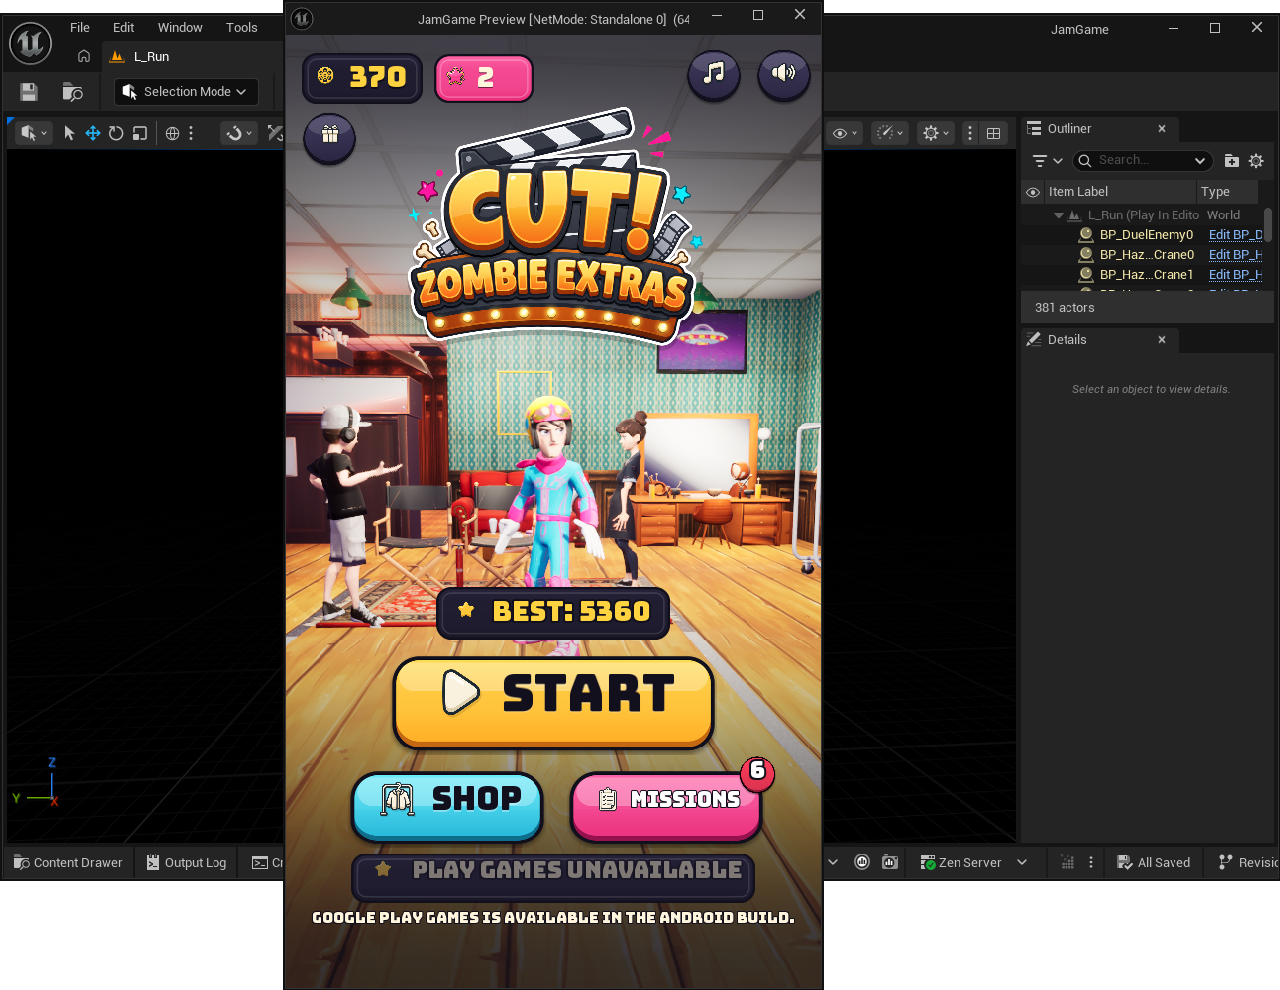 File Edit Window Tools
JamGame Preview [NetMode: Standalone 0] (64
JamGame
L_Run
Selection Mode
370
2
CUT!
ZOMBIE EXTRAS
BEST: 5360
START
SHOP
MISSIONS
6
PLAY GAMES UNAVAILABLE
GOOGLE PLAY GAMES IS AVAILABLE IN THE ANDROID BUILD.
Outliner
Search...
Item Label Type
L_Run (Play In Edito World
BP_DuelEnemy0 Edit BP_D
BP_Haz...Crane0 Edit BP_H
BP_Haz...Crane1 Edit BP_H
381 actors
Details
Select an object to view details.
Z
Y
X
Content Drawer Output Log
Zen Server All Saved Revisio